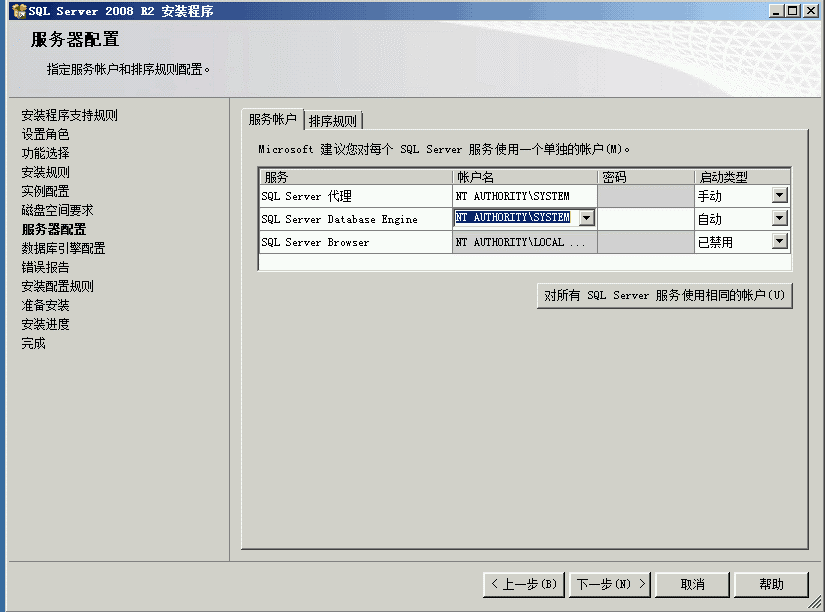 SQL Server 2008 R2 安装程序
服务器配置
指定服务帐户和排序规则配置。
安装程序支持规则
设置角色
功能选择
安装规则
实例配置
磁盘空间要求
服务器配置
数据库引擎配置
错误报告
安装配置规则
准备安装
安装进度
完成
服务帐户 排序规则
Microsoft 建议您对每个 SQL Server 服务使用一个单独的帐户(M)。
服务 帐户名 密码 启动类型
SQL Server 代理 NT AUTHORITY\SYSTEM 手动
SQL Server Database Engine NT AUTHORITY\SYSTEM 自动
SQL Server Browser NT AUTHORITY\LOCAL ... 已禁用
对所有 SQL Server 服务使用相同的帐户(U)
< 上一步(B) 下一步(N) > 取消 帮助